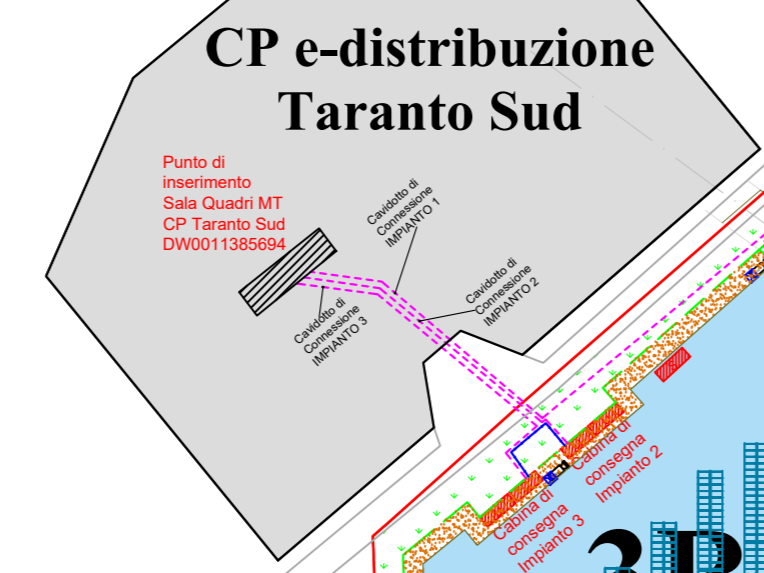 CP e-distribuzione
Taranto Sud
Punto di
inserimento
Sala Quadri MT
CP Taranto Sud
DW0011385694
Cavidotto di
Connessione
IMPIANTO 1
Cavidotto di
Connessione
IMPIANTO 2
Cavidotto di
Connessione
IMPIANTO 3
Cabina di
consegna
Impianto 2
Cabina di
consegna
Impianto 3